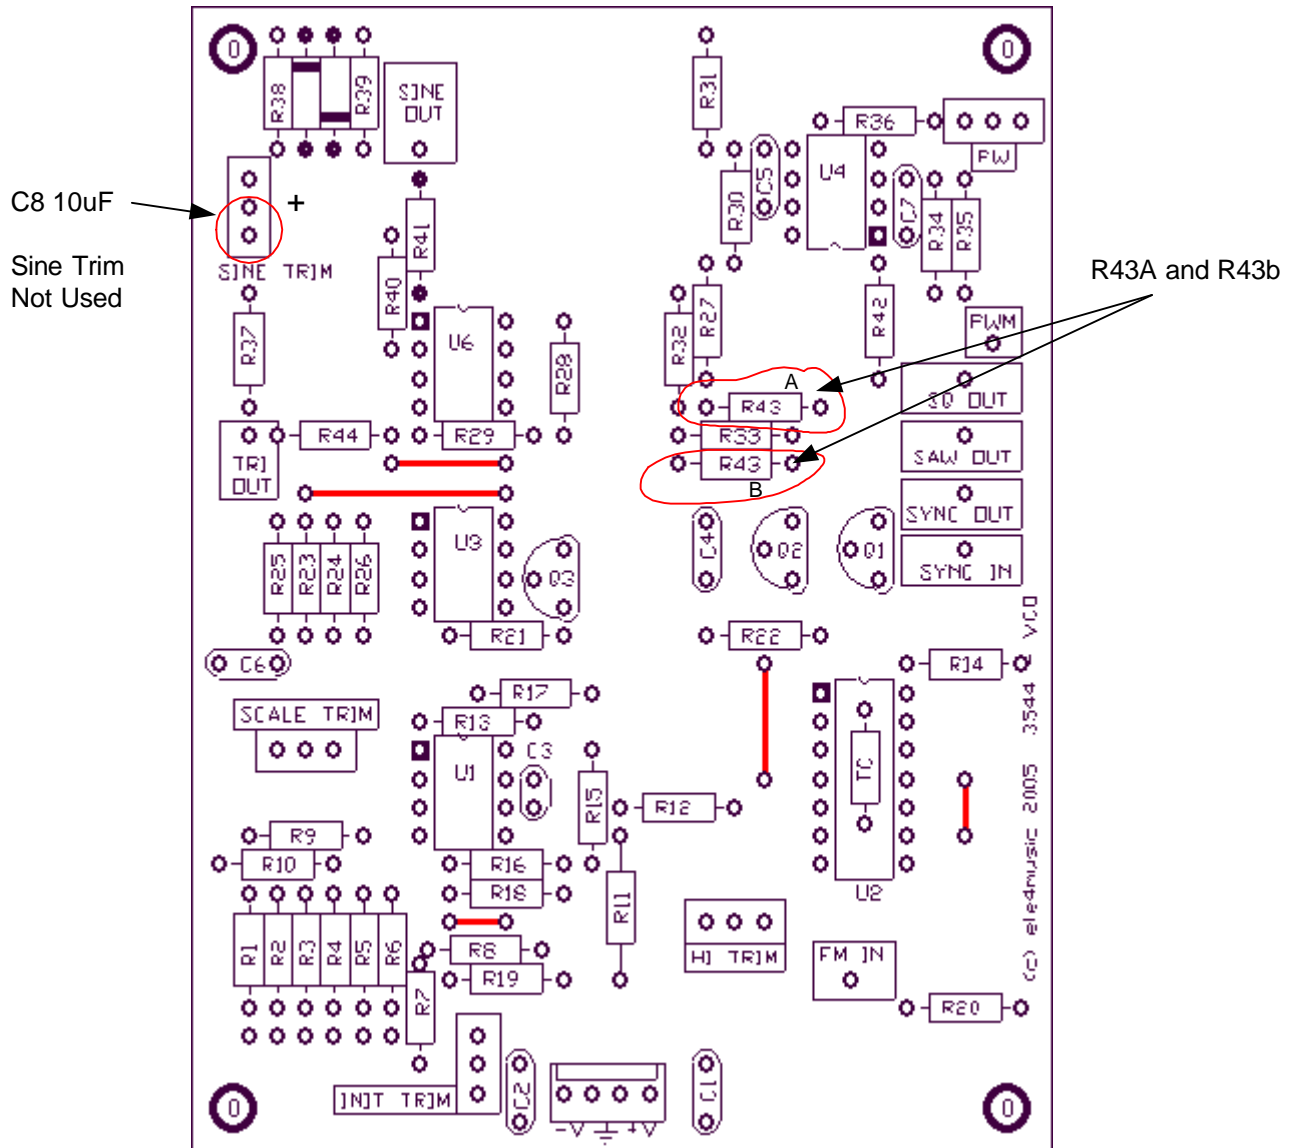 0
0
R38
R39
SINE
OUT
R31
R36
PW
U4
C5
R30
C7
R34
R35
C8 10uF
+
Sine Trim
Not Used
SINE TRIM
R41
R40
R43A and R43b
R37
U6
R28
R32
R27
R42
PWM
A
R43
SQ OUT
R44
R29
R33
TRI
OUT
R43
B
SAW OUT
SYNC OUT
R25
R23
R24
R26
U3
Q3
C4
Q2
Q1
SYNC IN
R21
R22
C6
R14
R17
SCALE TRIM
R13
U1
C3
R15
TC
R12
R9
R10
R16
R18
R11
U2
R1
R2
R3
R4
R5
R6
R8
R19
R7
HI TRIM
FM IN
R20
INIT TRIM
C2
C1
-V
+V
0
0
(c) ele4music 2005 3544 VCO